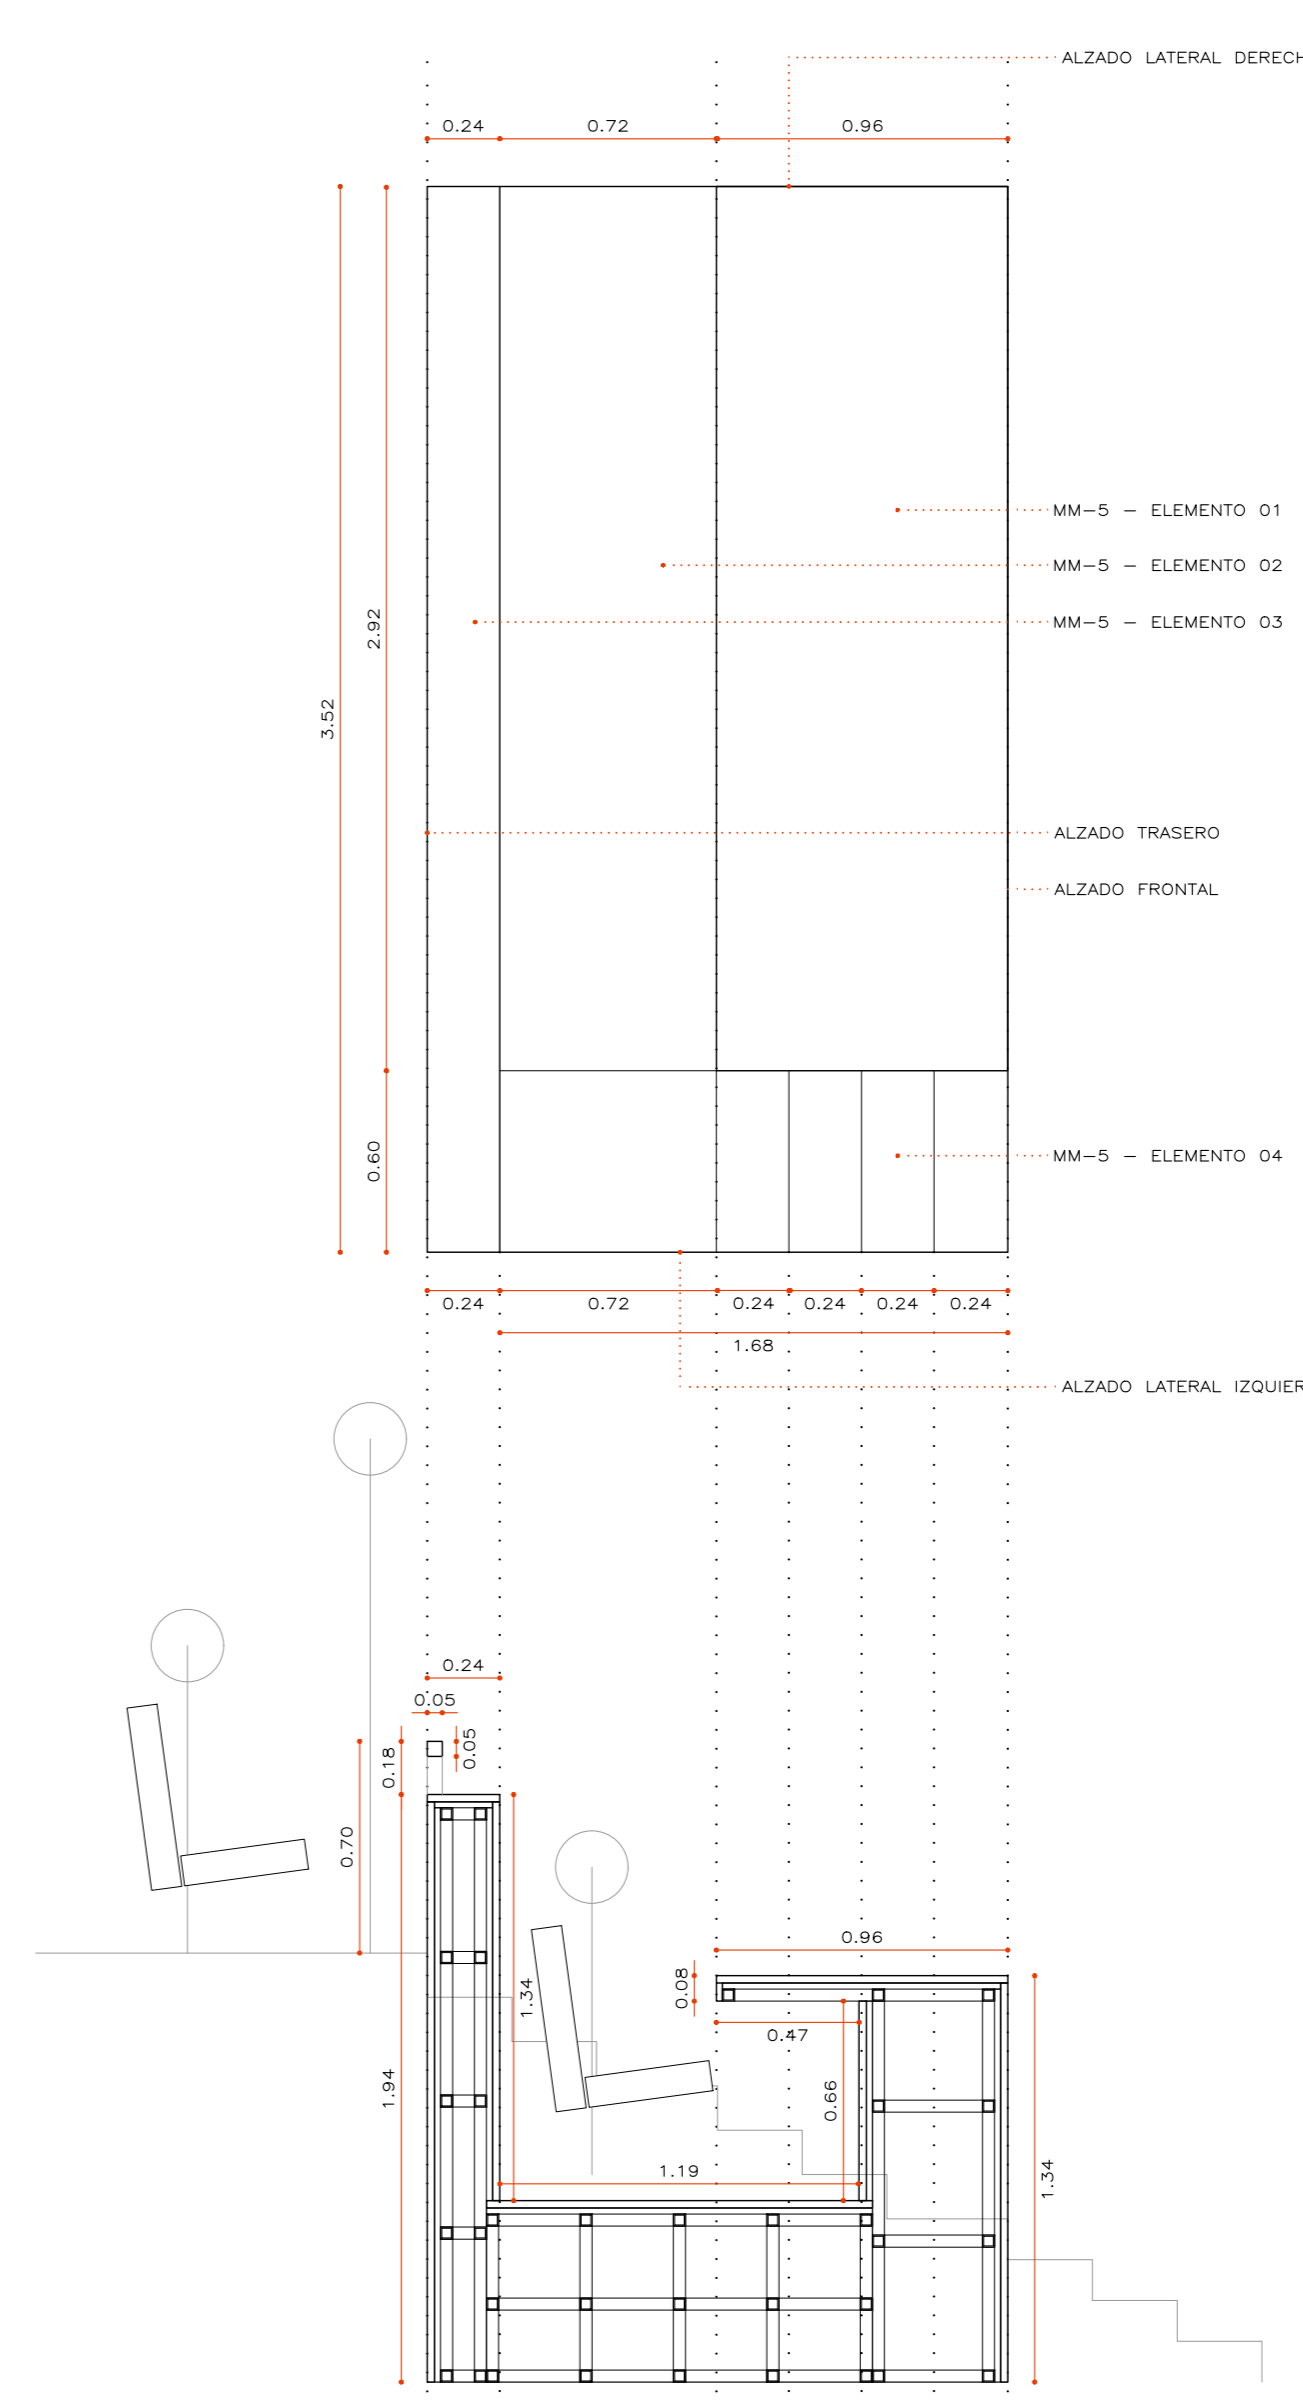 ALZADO LATERAL DERECH
0.24 0.72 0.96
MM-5 - ELEMENTO 01
MM-5 - ELEMENTO 02
MM-5 - ELEMENTO 03
2.92
3.52
ALZADO TRASERO
ALZADO FRONTAL
0.60
MM-5 - ELEMENTO 04
0.24 0.72 0.24 0.24 0.24 0.24
1.68
ALZADO LATERAL IZQUIER
0.24
0.05
0.05
0.18
0.70
0.96
0.08
1.34
0.47
1.94
0.66
1.19
1.34